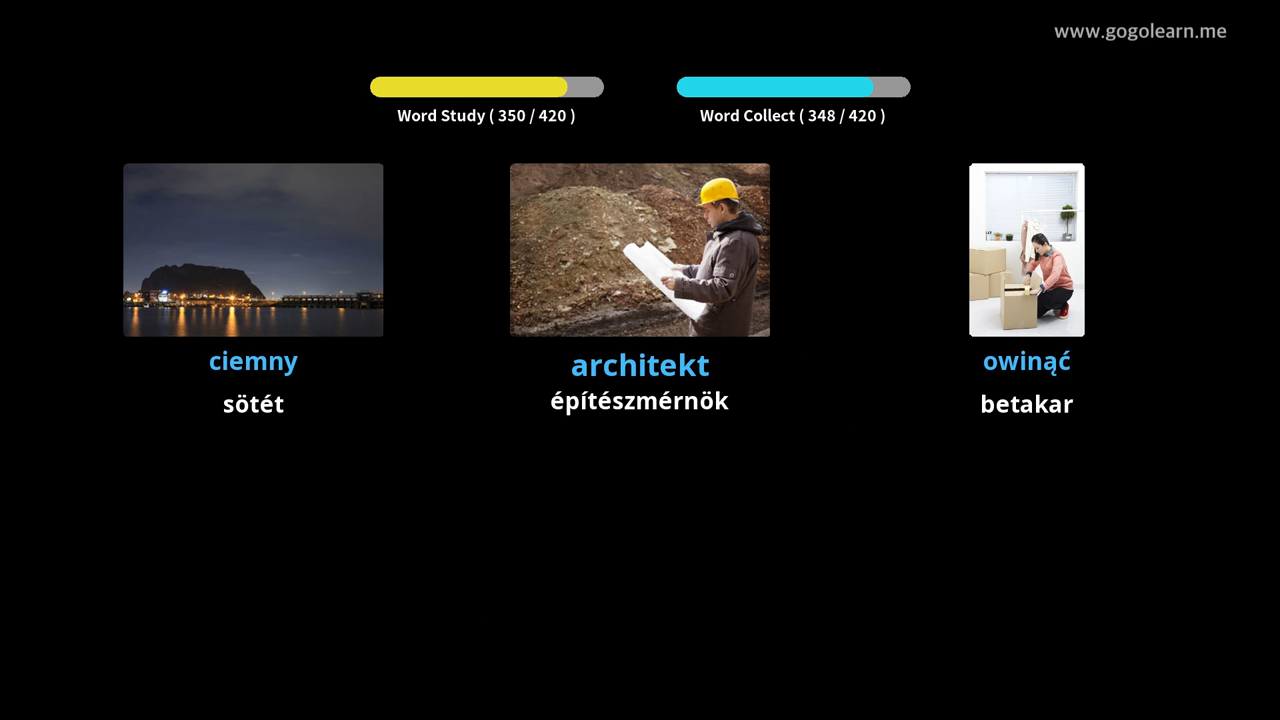 www.gogolearn.me
Word Study ( 350 / 420 )
Word Collect ( 348 / 420 )
ciemny
architekt
owinąć
sötét
építészmérnök
betakar